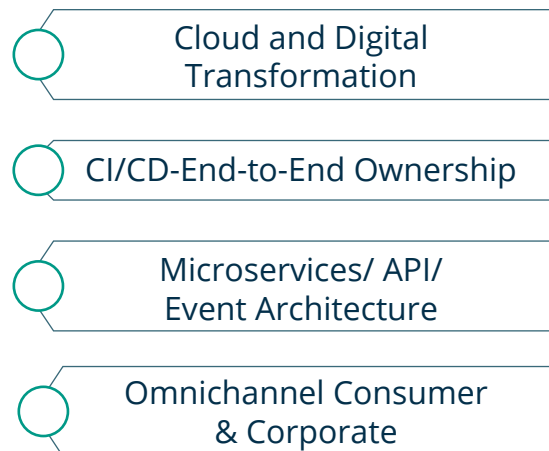 Cloud and Digital
Transformation
CI/CD-End-to-End Ownership
Microservices/ API/
Event Architecture
Omnichannel Consumer
& Corporate